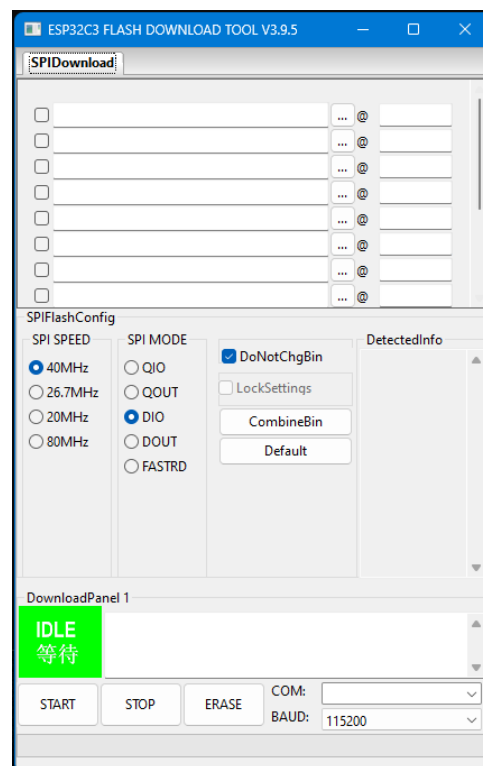 ESP32C3 FLASH DOWNLOAD TOOL V3.9.5
SPIDownload
... @
... @
... @
... @
... @
... @
... @
... @
SPIFlashConfig
SPI SPEED
40MHz
26.7MHz
20MHz
80MHz
SPI MODE
QIO
QOUT
DIO
DOUT
FASTRD
DoNotChgBin
LockSettings
CombineBin
Default
DetectedInfo
DownloadPanel 1
IDLE
等待
START
STOP
ERASE
COM:
BAUD: 115200